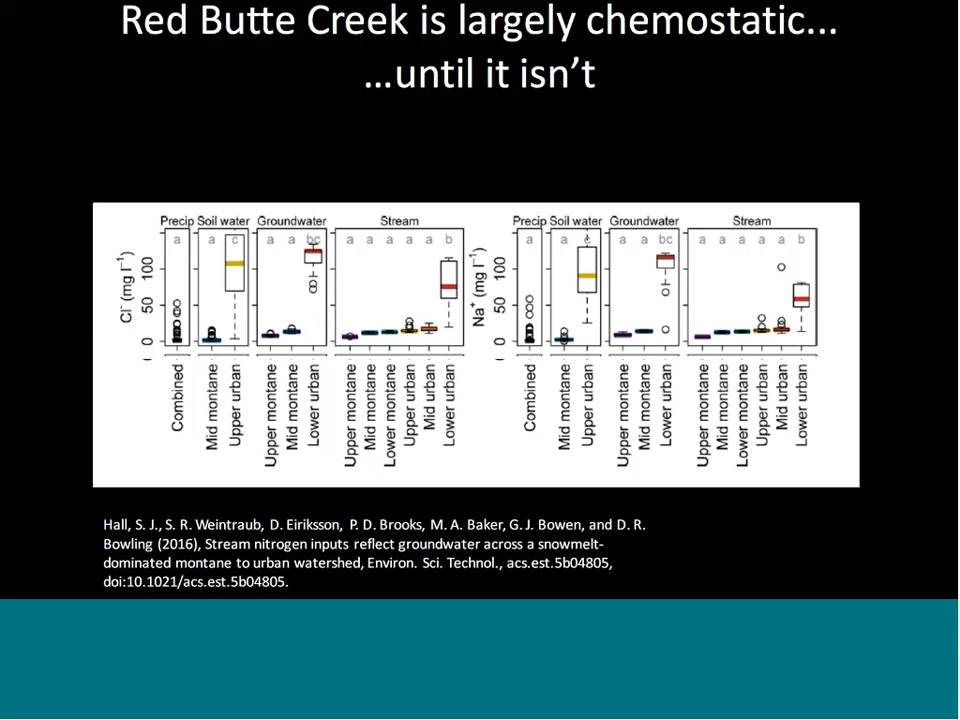 Red Butte Creek is largely chemostatic...
...until it isn't
Precip Soil water Groundwater Stream
a a c a a bc a a a a a b
Cl⁻ (mg l⁻¹)
100
50
0
Combined
Mid montane
Upper urban
Upper montane
Mid montane
Lower urban
Upper montane
Mid montane
Lower montane
Upper urban
Mid urban
Lower urban
Precip Soil water Groundwater Stream
a a c a a bc a a a a a b
Na⁺ (mg l⁻¹)
100
50
0
Combined
Mid montane
Upper urban
Upper montane
Mid montane
Lower urban
Upper montane
Mid montane
Lower montane
Upper urban
Mid urban
Lower urban
Hall, S. J., S. R. Weintraub, D. Eiriksson, P. D. Brooks, M. A. Baker, G. J. Bowen, and D. R.
Bowling (2016), Stream nitrogen inputs reflect groundwater across a snowmelt-
dominated montane to urban watershed, Environ. Sci. Technol., acs.est.5b04805,
doi:10.1021/acs.est.5b04805.